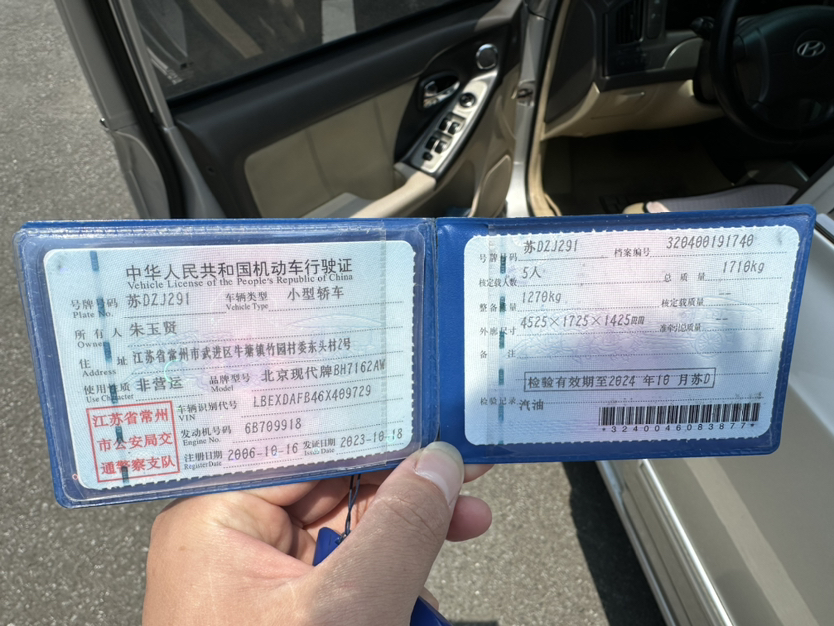 中华人民共和国机动车行驶证
Vehicle License of the People's Republic of China
号牌号码 苏DZJ291 车辆类型 小型轿车
Plate No. Vehicle Type
所有人 朱玉贤
Owner
住址 江苏省常州市武进区牛塘镇竹园村委东头村2号
Address
使用性质 非营运 品牌型号 北京现代牌BH7162AW
Use Character Model
江苏省常州
市公安局交
通警察支队
车辆识别代号 LBEXDAFB46X409729
VIN
发动机号码 6B709918
Engine No.
注册日期 2006-10-16 发证日期 2023-10-18
Register Date Issue Date
号牌号码 苏DZJ291 档案编号 320400191740
核定载人数 5人 总质量 1710kg
整备质量 1270kg 核定载质量 --
外廓尺寸 4525×1725×1425mm 准牵引总质量 --
备注
检验有效期至2024 年10 月苏D
检验记录
汽油
*3240046083877*